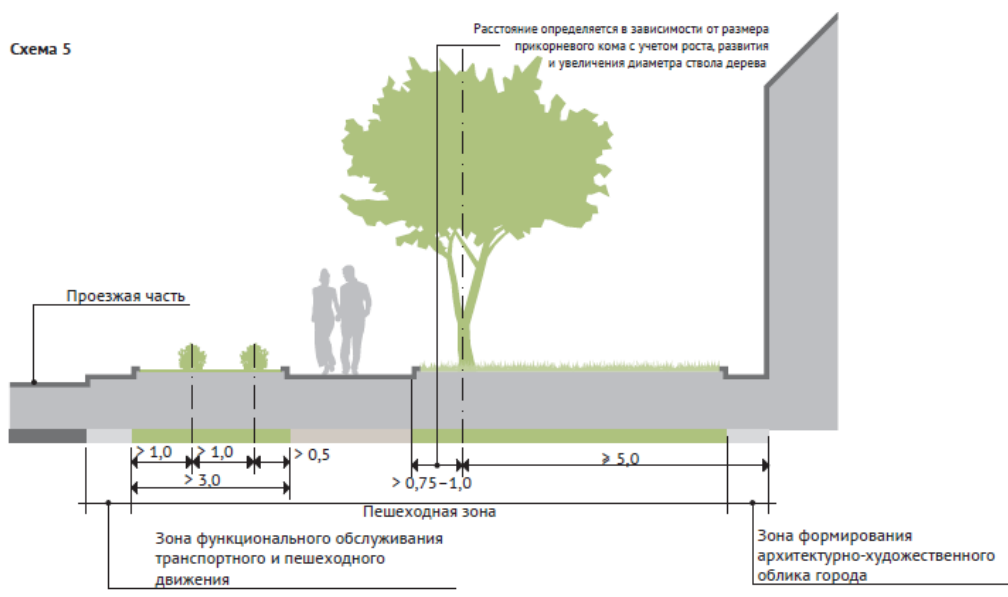 Схема 5
Расстояние определяется в зависимости от размера
прикорневого кома с учетом роста, развития
и увеличения диаметра ствола дерева
Проезжая часть
> 1,0
> 1,0
> 0,5
> 3,0
> 0,75–1,0
⩾ 5,0
Пешеходная зона
Зона функционального обслуживания
транспортного и пешеходного
движения
Зона формирования
архитектурно-художественного
облика города